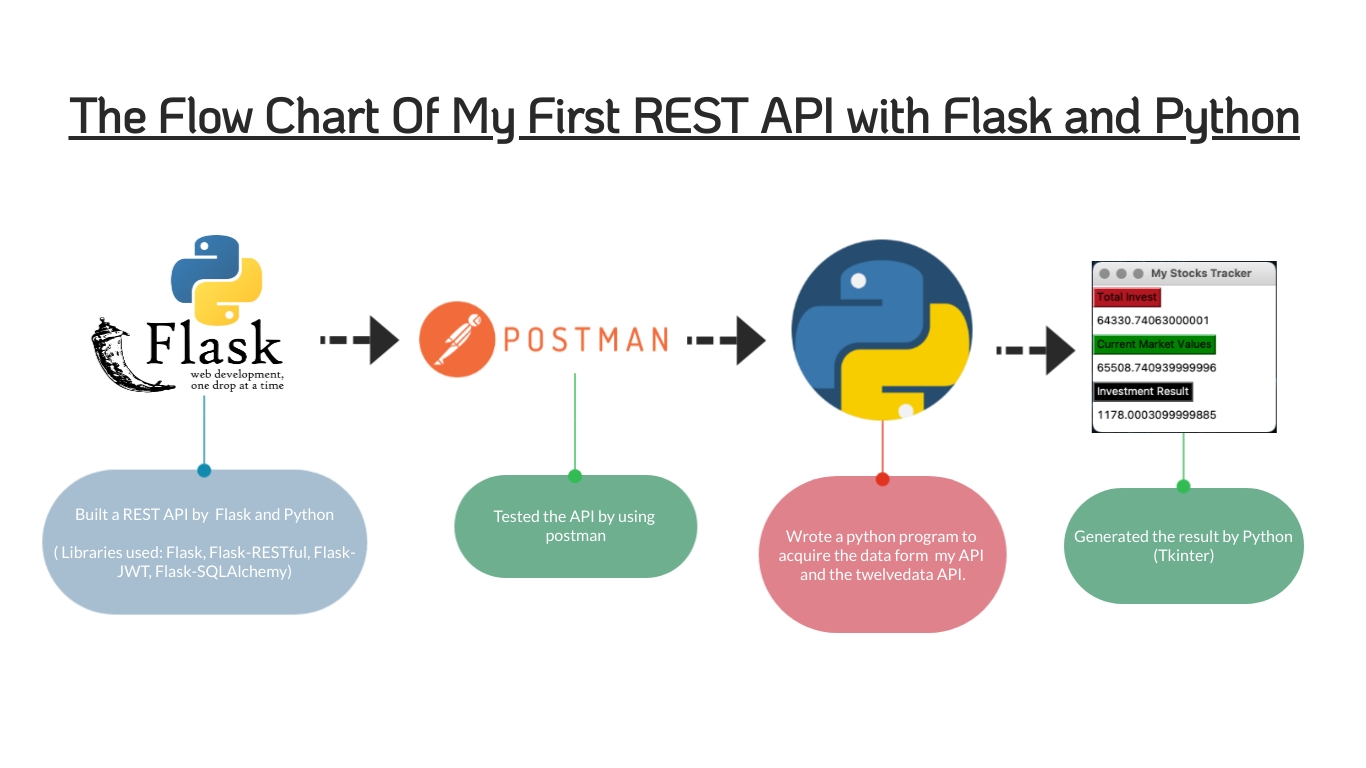 The Flow Chart Of My First REST API with Flask and Python
Flask
web development,
one drop at a time
POSTMAN
My Stocks Tracker
Total Invest
64330.74063000001
Current Market Values
65508.740939999996
Investment Result
1178.0003099999885
Built a REST API by  Flask and Python
( Libraries used: Flask, Flask-RESTful, Flask-
JWT, Flask-SQLAlchemy)
Tested the API by using
postman
Wrote a python program to
acquire the data form  my API
and the twelvedata API.
Generated the result by Python
(Tkinter)